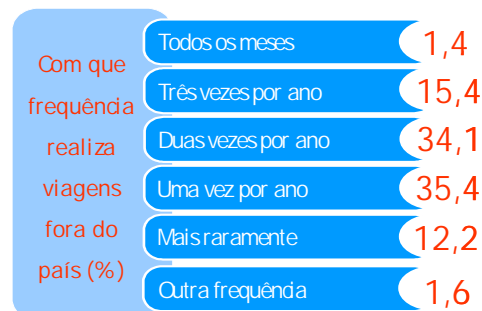 Com que
frequência
realiza
viagens
fora do
país (%)
Todos os meses 1,4
Três vezes por ano 15,4
Duas vezes por ano 34,1
Uma vez por ano 35,4
Mais raramente 12,2
Outra frequência 1,6